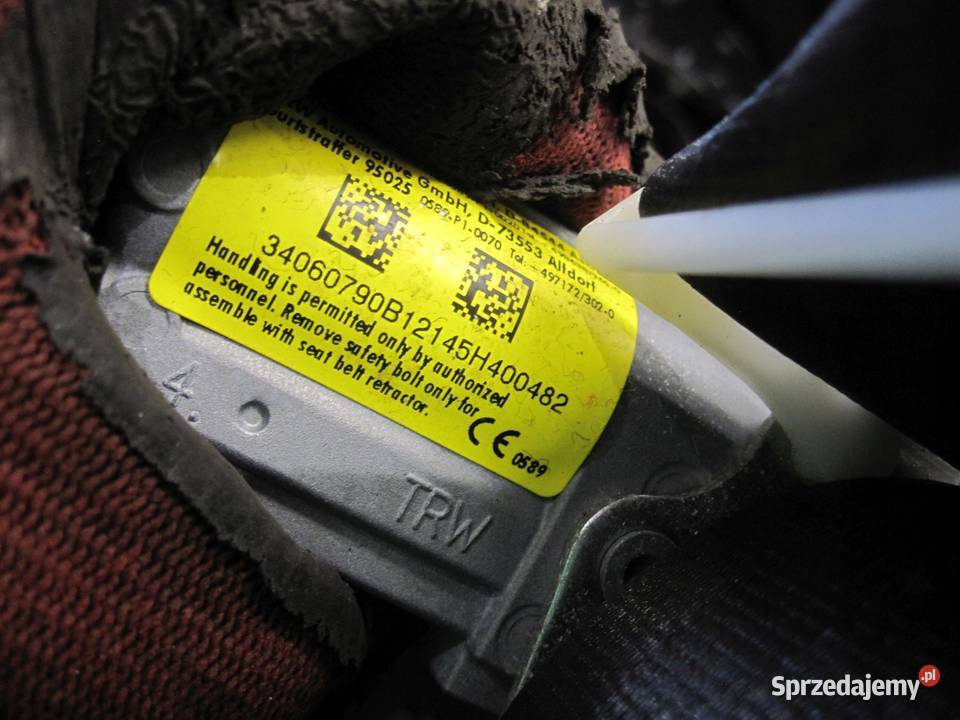 Automotive GmbH, D-73553 Alfdorf
95025 0589-P1-0070 Tel.
497172/302-0
34060790B12145H400482
Handling is permitted only by authorized
personnel. Remove safety bolt only for
assemble with seat belt retractor.
CE 0589
4.
TRW
Sprzedajemy.pl